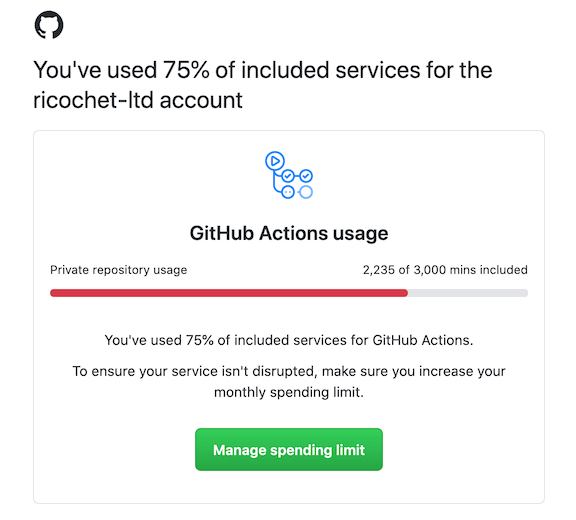 You've used 75% of included services for the
ricochet-ltd account
GitHub Actions usage
Private repository usage 2,235 of 3,000 mins included
You've used 75% of included services for GitHub Actions.
To ensure your service isn't disrupted, make sure you increase your
monthly spending limit.
Manage spending limit